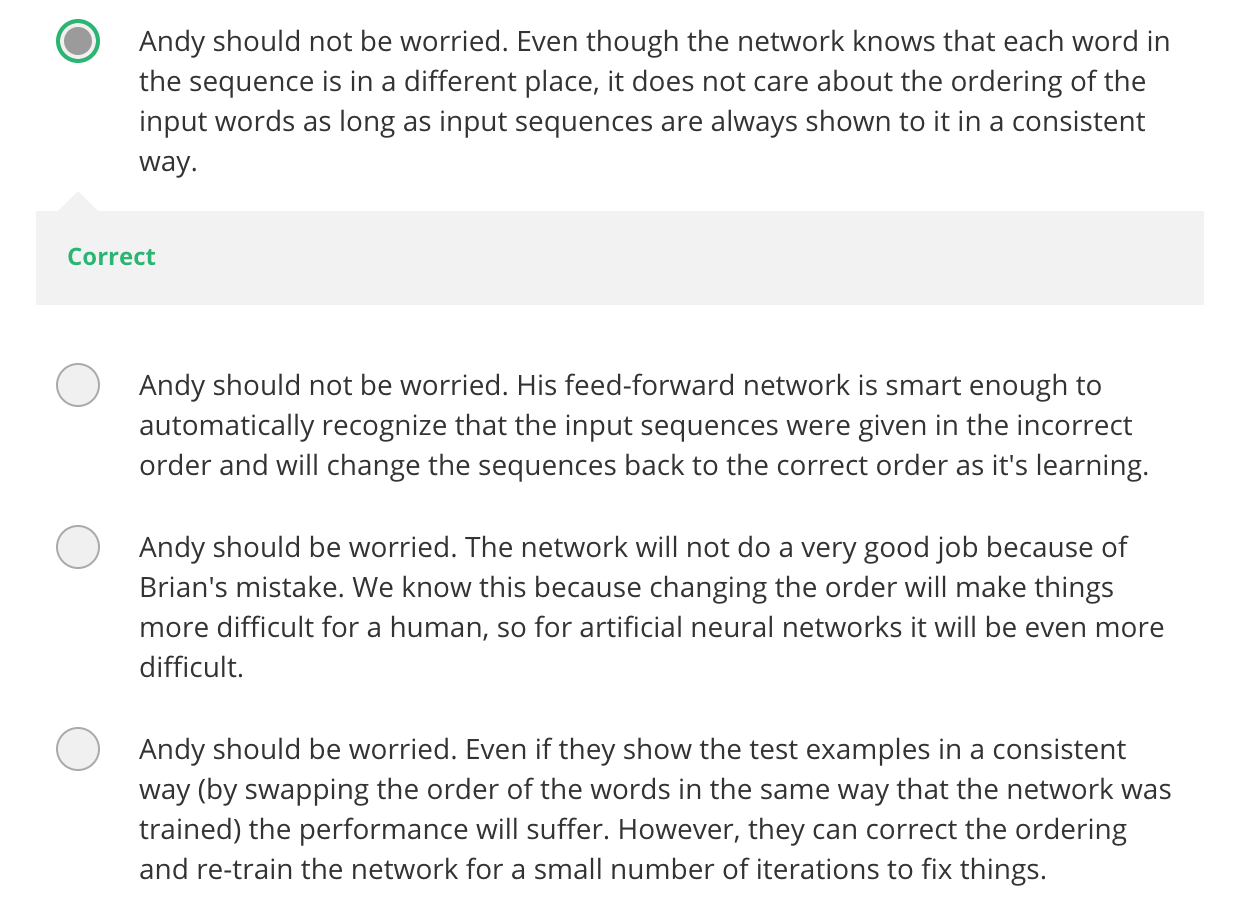 Andy should not be worried. Even though the network knows that each word in
the sequence is in a different place, it does not care about the ordering of the
input words as long as input sequences are always shown to it in a consistent
way.
Correct
Andy should not be worried. His feed-forward network is smart enough to
automatically recognize that the input sequences were given in the incorrect
order and will change the sequences back to the correct order as it's learning.
Andy should be worried. The network will not do a very good job because of
Brian's mistake. We know this because changing the order will make things
more difficult for a human, so for artificial neural networks it will be even more
difficult.
Andy should be worried. Even if they show the test examples in a consistent
way (by swapping the order of the words in the same way that the network was
trained) the performance will suffer. However, they can correct the ordering
and re-train the network for a small number of iterations to fix things.